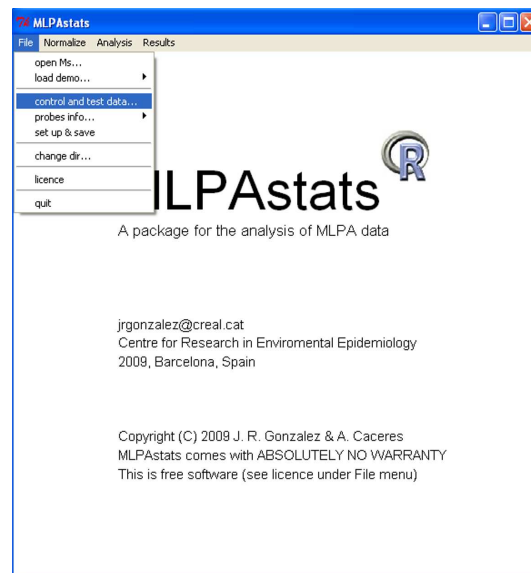 MLPAstats
File Normalize Analysis Results
open Ms...
load demo...
control and test data...
probes info...
set up & save
change dir...
licence
quit
R
LPAstats
A package for the analysis of MLPA data
jrgonzalez@creal.cat
Centre for Research in Enviromental Epidemiology
2009, Barcelona, Spain
Copyright (C) 2009 J. R. Gonzalez & A. Caceres
MLPAstats comes with ABSOLUTELY NO WARRANTY
This is free software (see licence under File menu)